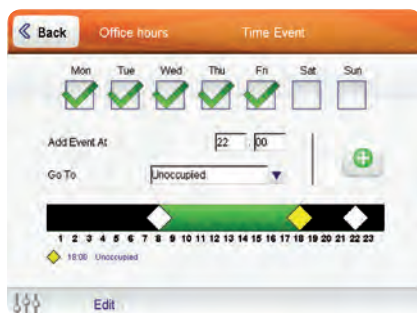 Back Office hours Time Event
Mon Tue Wed Thu Fri Sat Sun
Add Event At 22 00
Go To Unoccupied
1 2 3 4 5 6 7 8 9 10 11 12 13 14 15 16 17 18 19 20 21 22 23
18:00 Unoccupied
Edit